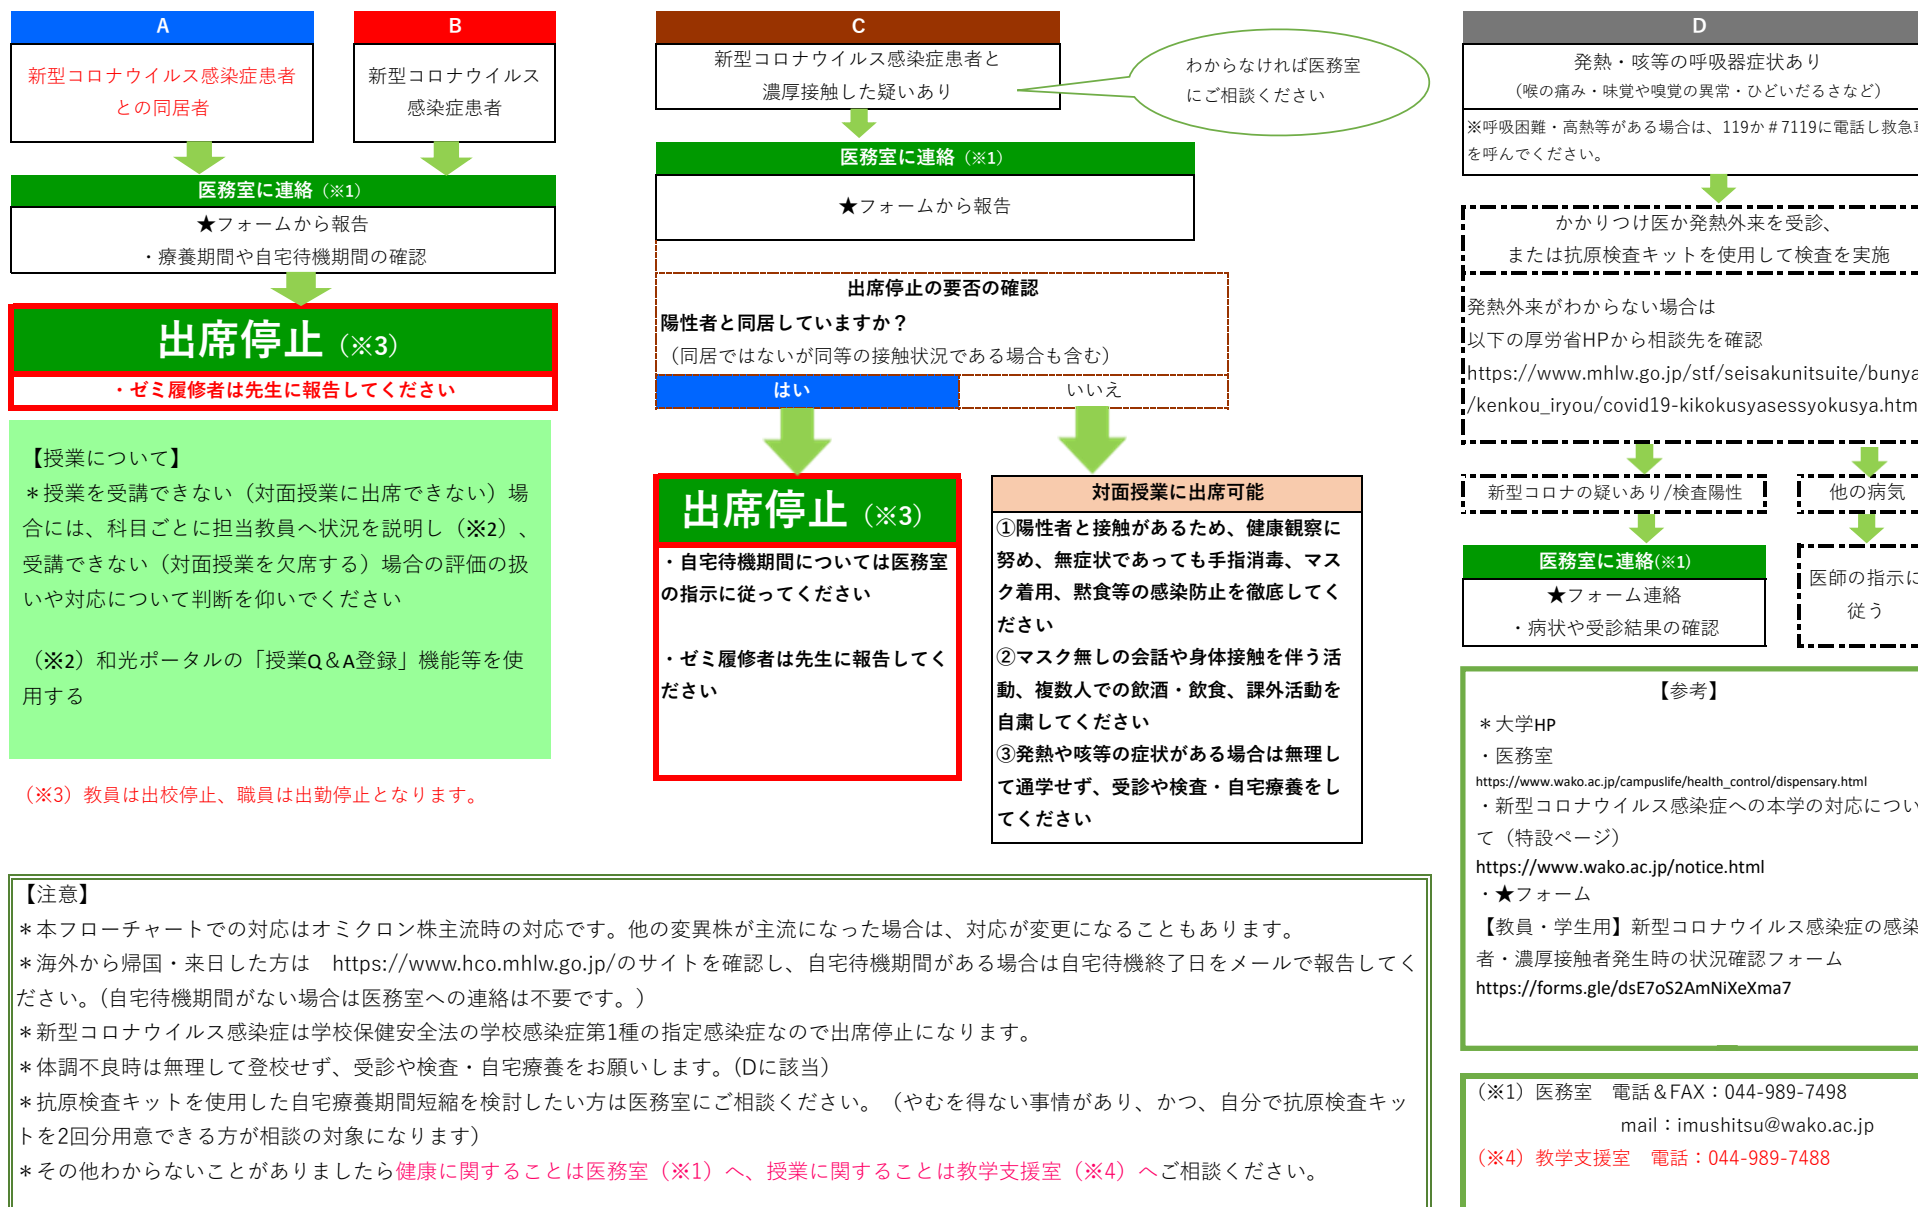 A
新型コロナウイルス感染症患者
との同居者
B
新型コロナウイルス
感染症患者
医務室に連絡（※1）
★フォームから報告
・療養期間や自宅待機期間の確認
出席停止（※3）
・ゼミ履修者は先生に報告してください
【授業について】
＊授業を受講できない（対面授業に出席できない）場
合には、科目ごとに担当教員へ状況を説明し（※2）、
受講できない（対面授業を欠席する）場合の評価の扱
いや対応について判断を仰いでください
（※2）和光ポータルの「授業Q＆A登録」機能等を使
用する
（※3）教員は出校停止、職員は出勤停止となります。
C
新型コロナウイルス感染症患者と
濃厚接触した疑いあり
わからなければ医務室
にご相談ください
医務室に連絡（※1）
★フォームから報告
出席停止の要否の確認
陽性者と同居していますか？
（同居ではないが同等の接触状況である場合も含む）
はい
いいえ
出席停止（※3）
・自宅待機期間については医務室
の指示に従ってください
・ゼミ履修者は先生に報告してく
ださい
対面授業に出席可能
①陽性者と接触があるため、健康観察に
努め、無症状であっても手指消毒、マス
ク着用、黙食等の感染防止を徹底してく
ださい
②マスク無しの会話や身体接触を伴う活
動、複数人での飲酒・飲食、課外活動を
自粛してください
③発熱や咳等の症状がある場合は無理し
て通学せず、受診や検査・自宅療養をし
てください
D
発熱・咳等の呼吸器症状あり
（喉の痛み・味覚や嗅覚の異常・ひどいだるさなど）
※呼吸困難・高熱等がある場合は、119か＃7119に電話し救急車
を呼んでください。
かかりつけ医か発熱外来を受診、
または抗原検査キットを使用して検査を実施
発熱外来がわからない場合は
以下の厚労省HPから相談先を確認
https://www.mhlw.go.jp/stf/seisakunitsuite/bunya
/kenkou_iryou/covid19-kikokusyasessyokusya.htm
新型コロナの疑いあり/検査陽性
他の病気
医務室に連絡(※1)
★フォーム連絡
・病状や受診結果の確認
医師の指示に
従う
【参考】
＊大学HP
・医務室
https://www.wako.ac.jp/campuslife/health_control/dispensary.html
・新型コロナウイルス感染症への本学の対応につい
て（特設ページ）
https://www.wako.ac.jp/notice.html
・★フォーム
【教員・学生用】新型コロナウイルス感染症の感染
者・濃厚接触者発生時の状況確認フォーム
https://forms.gle/dsE7oS2AmNiXeXma7
（※1）医務室　電話＆FAX：044-989-7498
mail：imushitsu@wako.ac.jp
（※4）教学支援室　電話：044-989-7488
【注意】
＊本フローチャートでの対応はオミクロン株主流時の対応です。他の変異株が主流になった場合は、対応が変更になることもあります。
＊海外から帰国・来日した方は　https://www.hco.mhlw.go.jp/のサイトを確認し、自宅待機期間がある場合は自宅待機終了日をメールで報告してく
ださい。(自宅待機期間がない場合は医務室への連絡は不要です。)
＊新型コロナウイルス感染症は学校保健安全法の学校感染症第1種の指定感染症なので出席停止になります。
＊体調不良時は無理して登校せず、受診や検査・自宅療養をお願いします。(Dに該当)
＊抗原検査キットを使用した自宅療養期間短縮を検討したい方は医務室にご相談ください。（やむを得ない事情があり、かつ、自分で抗原検査キッ
トを2回分用意できる方が相談の対象になります）
＊その他わからないことがありましたら健康に関することは医務室（※1）へ、授業に関することは教学支援室（※4）へご相談ください。